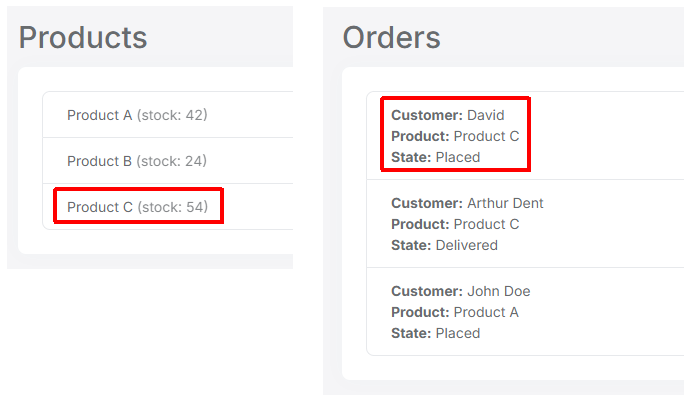 Products
Product A (stock: 42)
Product B (stock: 24)
Product C (stock: 54)
Orders
Customer: David
Product: Product C
State: Placed
Customer: Arthur Dent
Product: Product C
State: Delivered
Customer: John Doe
Product: Product A
State: Placed